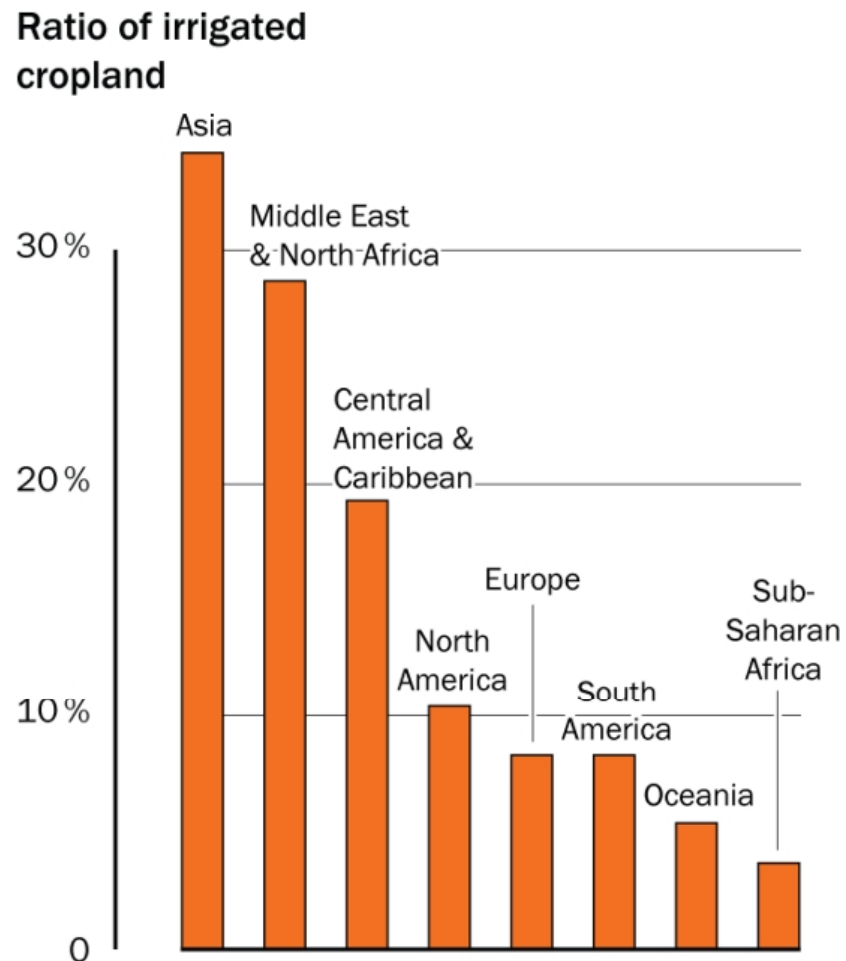 Ratio of irrigated
cropland
Asia
Middle East
& North Africa
30 %
Central
America &
Caribbean
20 %
Europe
Sub-
Saharan
Africa
North
America
South
America
10 %
Oceania
0